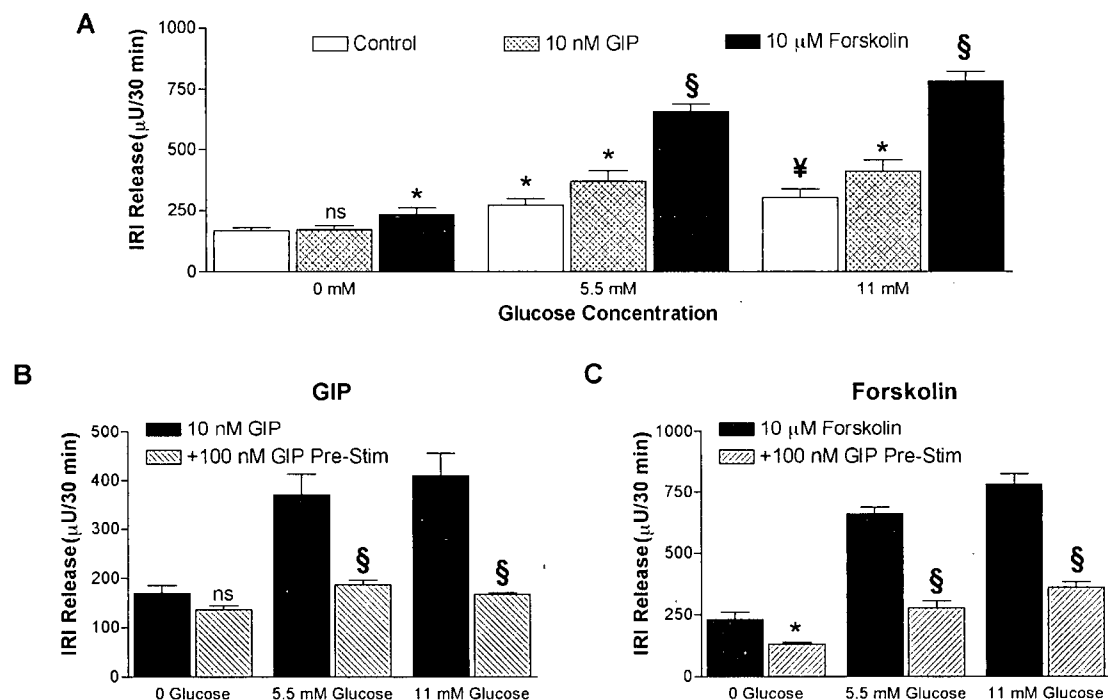 A
IRI Release(μU/30 min)
1000
750
500
250
0
Control
10 nM GIP
10 μM Forskolin
ns
*
*
*
§
¥
*
§
0 mM
5.5 mM
11 mM
Glucose Concentration
B
GIP
IRI Release(μU/30 min)
500
400
300
200
100
0
10 nM GIP
+100 nM GIP Pre-Stim
ns
§
§
0 Glucose
5.5 mM Glucose
11 mM Glucose
C
Forskolin
IRI Release(μU/30 min)
1000
750
500
250
0
10 μM Forskolin
+100 nM GIP Pre-Stim
*
§
§
0 Glucose
5.5 mM Glucose
11 mM Glucose